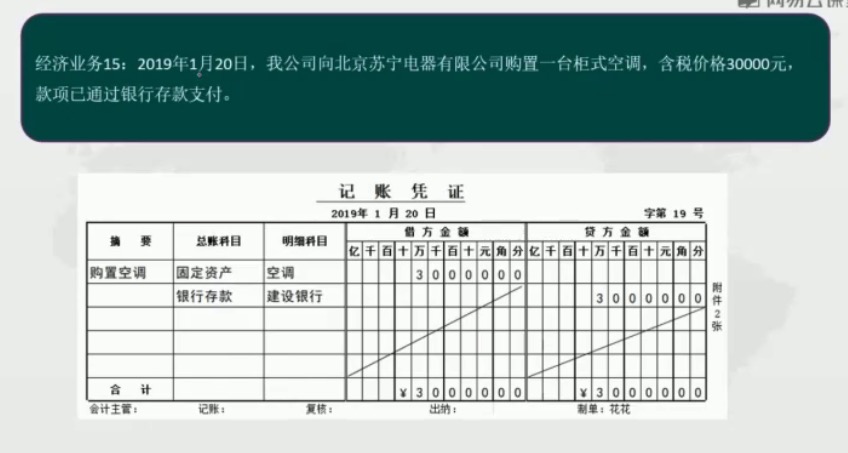 经济业务15：2019年1月20日，我公司向北京苏宁电器有限公司购置一台柜式空调，含税价格30000元，
款项已通过银行存款支付。
记 账 凭 证
2019年 1 月 20 日 字第 19 号
摘 要 总账科目 明细科目 借 方 金 额 贷 方 金 额
亿 千 百 十 万 千 百 十 元 角 分 亿 千 百 十 万 千 百 十 元 角 分
购置空调 固定资产 空调 3 0 0 0 0 0 0
银行存款 建设银行 3 0 0 0 0 0 0
附件2张
合 计 ¥ 3 0 0 0 0 0 0 ¥ 3 0 0 0 0 0 0
会计主管： 记账： 复核： 出纳： 制单：花花